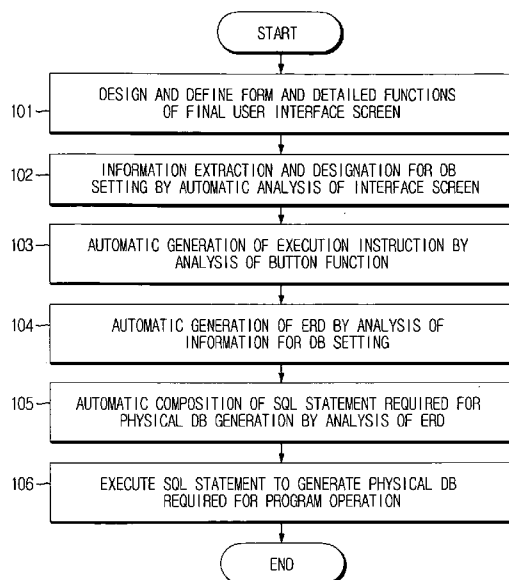 START
101
DESIGN AND DEFINE FORM AND DETAILED FUNCTIONS
OF FINAL USER INTERFACE SCREEN
102
INFORMATION EXTRACTION AND DESIGNATION FOR DB
SETTING BY AUTOMATIC ANALYSIS OF INTERFACE SCREEN
103
AUTOMATIC GENERATION OF EXECUTION INSTRUCTION BY
ANALYSIS OF BUTTON FUNCTION
104
AUTOMATIC GENERATION OF ERD BY ANALYSIS OF
INFORMATION FOR DB SETTING
105
AUTOMATIC COMPOSITION OF SQL STATEMENT REQUIRED FOR
PHYSICAL DB GENERATION BY ANALYSIS OF ERD
106
EXECUTE SQL STATEMENT TO GENERATE PHYSICAL DB
REQUIRED FOR PROGRAM OPERATION
END